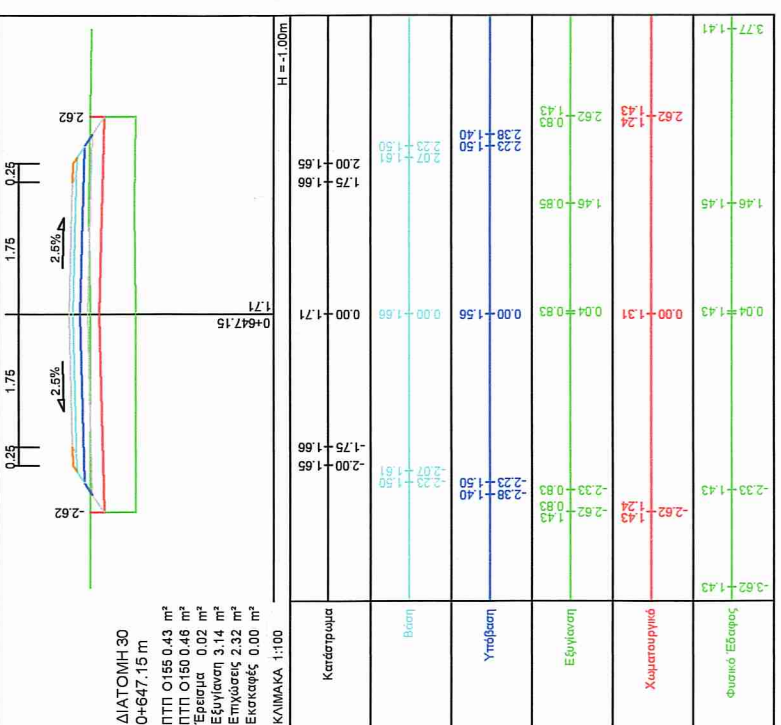 ΔΙΑΤΟΜΗ 30
0+647.15 m
ΠΤΠ Ο155 0.43 m²
ΠΤΠ Ο150 0.46 m²
Έρεισμα 0.02 m²
Εξυγίανση 3.14 m²
Επιχώσεις 2.32 m²
Εκσκαφές 0.00 m²
ΚΛΙΜΑΚΑ 1:100
0.25 1.75 1.75 0.25
2.5% 2.5%
-2.62 2.62
0+647.15
1.71
H = -1.00m
Κατάστρωμα
1.65 1.66 1.71 1.66 1.65
-2.00 -1.75 0.00 1.75 2.00
Βάση
1.50 1.61 1.66 1.61 1.50
-2.23 -2.07 0.00 2.07 2.23
Υπόβαση
1.40 1.50 1.56 1.50 1.40
-2.38 -2.23 0.00 2.23 2.38
Εξυγίανση
1.43 0.83 0.83 0.83 0.85 0.83 1.43
-2.62 -2.33 0.04 1.46 2.62
Χωματουργικά
1.43 1.24 1.31 1.24 1.43
-2.62 0.00 2.62
Φυσικό Έδαφος
1.43 1.43 1.43 1.45 1.41
-3.62 -2.33 0.04 1.46 3.77